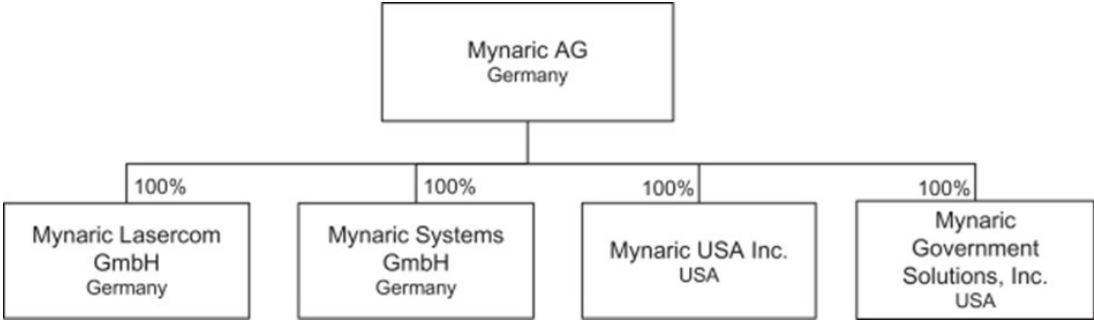 Mynaric AG
Germany
100%
100%
100%
100%
Mynaric Lasercom
GmbH
Germany
Mynaric Systems
GmbH
Germany
Mynaric USA Inc.
USA
Mynaric
Government
Solutions, Inc.
USA